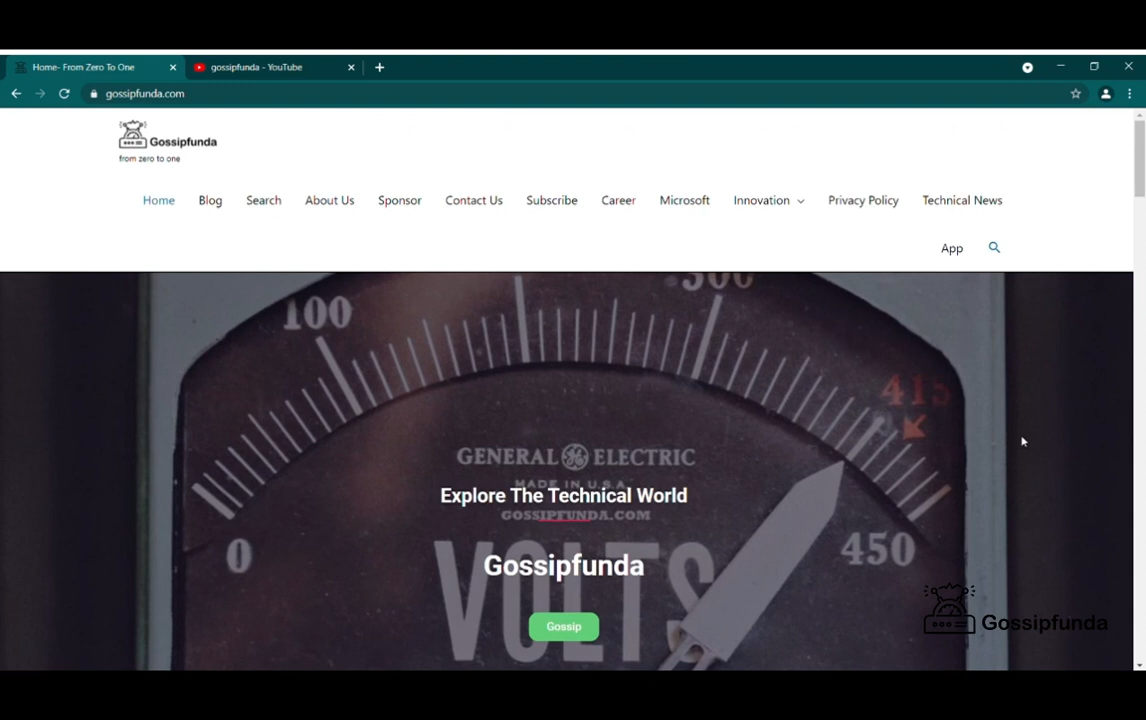 Home- From Zero To One
gossipfunda - YouTube
gossipfunda.com
Gossipfunda
from zero to one
Home Blog Search About Us Sponsor Contact Us Subscribe Career Microsoft Innovation Privacy Policy Technical News
App
100
300
415
GENERAL GE ELECTRIC
MADE IN U.S.A.
Explore The Technical World
GOSSIPFUNDA.COM
0
450
VOLTS
Gossipfunda
Gossip
Gossipfunda